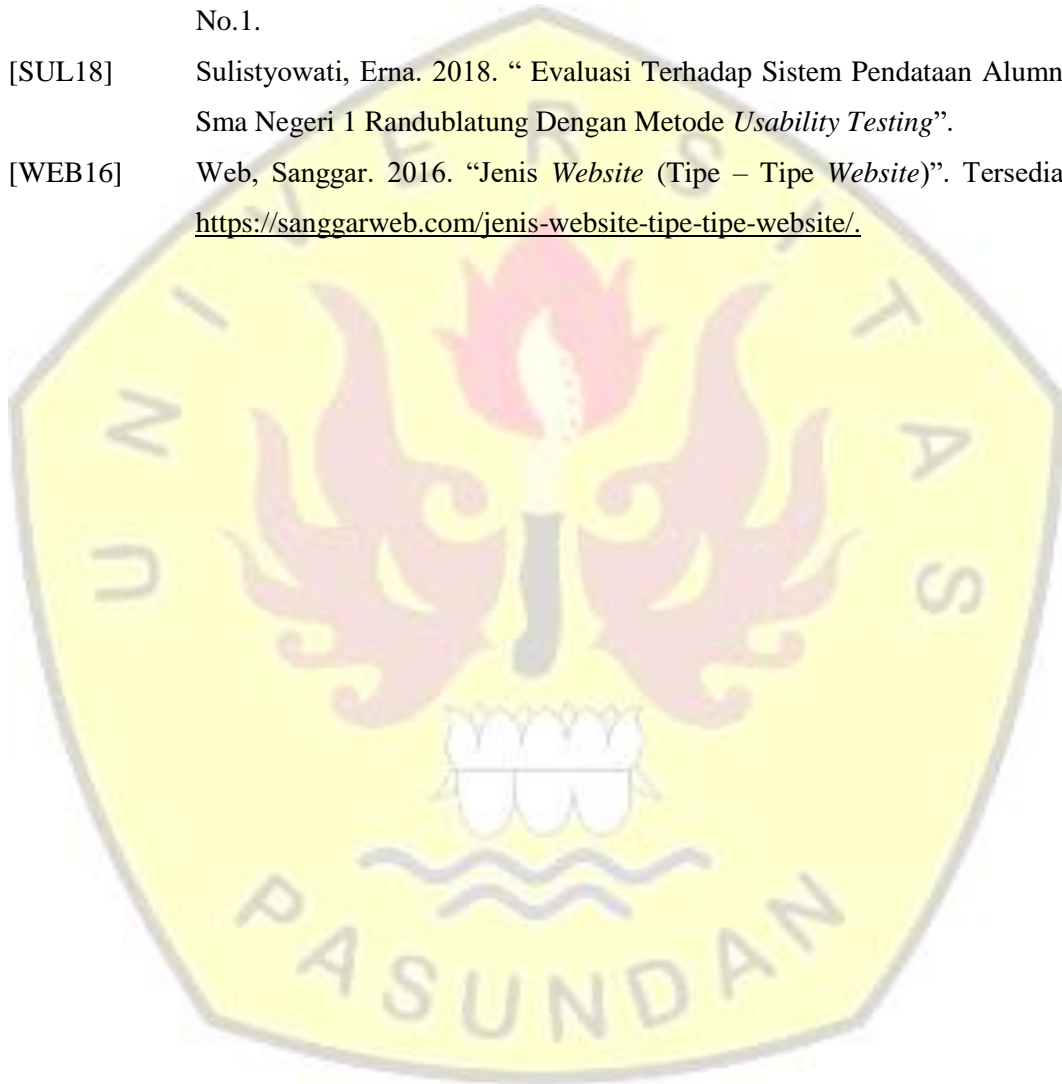 No.1.
[SUL18] Sulistyowati, Erna. 2018. “ Evaluasi Terhadap Sistem Pendataan Alumn
Sma Negeri 1 Randublatung Dengan Metode Usability Testing”.
[WEB16] Web, Sanggar. 2016. “Jenis Website (Tipe – Tipe Website)”. Tersedia
https://sanggarweb.com/jenis-website-tipe-tipe-website/.
UNIVERSITAS
PASUNDAN